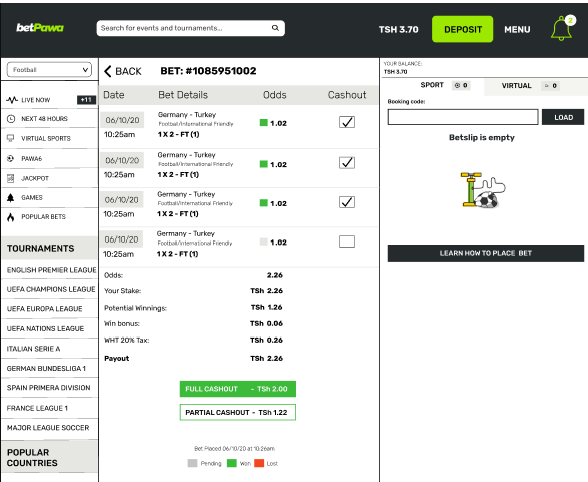 betPawa
Search for events and tournaments...
TSH 3.70
DEPOSIT
MENU
2
Football
LIVE NOW
+11
NEXT 48 HOURS
VIRTUAL SPORTS
PAWA6
JACKPOT
GAMES
POPULAR BETS
TOURNAMENTS
ENGLISH PREMIER LEAGUE
UEFA CHAMPIONS LEAGUE
UEFA EUROPA LEAGUE
UEFA NATIONS LEAGUE
ITALIAN SERIE A
GERMAN BUNDESLIGA 1
SPAIN PRIMERA DIVISION
FRANCE LEAGUE 1
MAJOR LEAGUE SOCCER
POPULAR
COUNTRIES
BACK
BET: #1085951002
Date Bet Details Odds Cashout
06/10/20
10:25am
Germany - Turkey
Football/International Friendly
1 X 2 - FT (1)
1.02
06/10/20
10:25am
Germany - Turkey
Football/International Friendly
1 X 2 - FT (1)
1.02
06/10/20
10:25am
Germany - Turkey
Football/International Friendly
1 X 2 - FT (1)
1.02
06/10/20
10:25am
Germany - Turkey
Football/International Friendly
1 X 2 - FT (1)
1.02
Odds: 2.26
Your Stake: TSh 2.26
Potential Winnings: TSh 1.26
Win bonus: TSh 0.06
WHT 20% Tax: TSh 0.26
Payout TSh 2.26
FULL CASHOUT - TSh 2.00
PARTIAL CASHOUT - TSh 1.22
Bet Placed 06/10/20 at 10:26am
Pending Won Lost
YOUR BALANCE:
TSH 3.70
SPORT 0
VIRTUAL = 0
Booking code:
LOAD
Betslip is empty
LEARN HOW TO PLACE BET